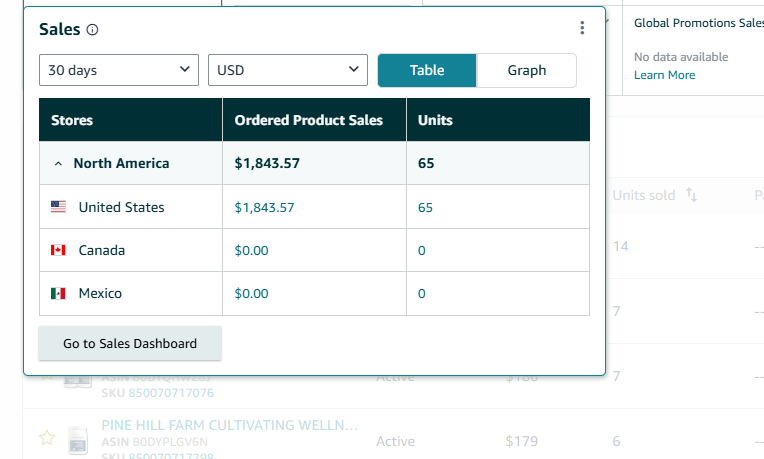 Sales
30 days
USD
Table
Graph
Stores
Ordered Product Sales
Units
North America
$1,843.57
65
United States
$1,843.57
65
Canada
$0.00
0
Mexico
$0.00
0
Go to Sales Dashboard
Global Promotions Sales
No data available
Learn More
Units sold
14
7
Active
7
SKU 850070717076
PINE HILL FARM CULTIVATING WELLN...
ASIN B0DYPLGV6N
Active
$179
6
--
SKU 850070717298